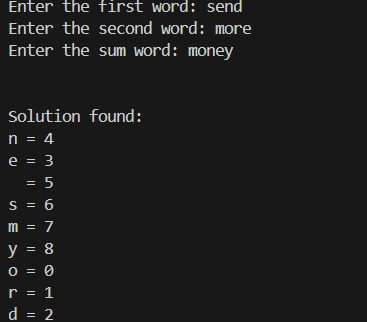 Enter the first word: send
Enter the second word: more
Enter the sum word: money
Solution found:
n = 4
e = 3
  = 5
s = 6
m = 7
y = 8
o = 0
r = 1
d = 2